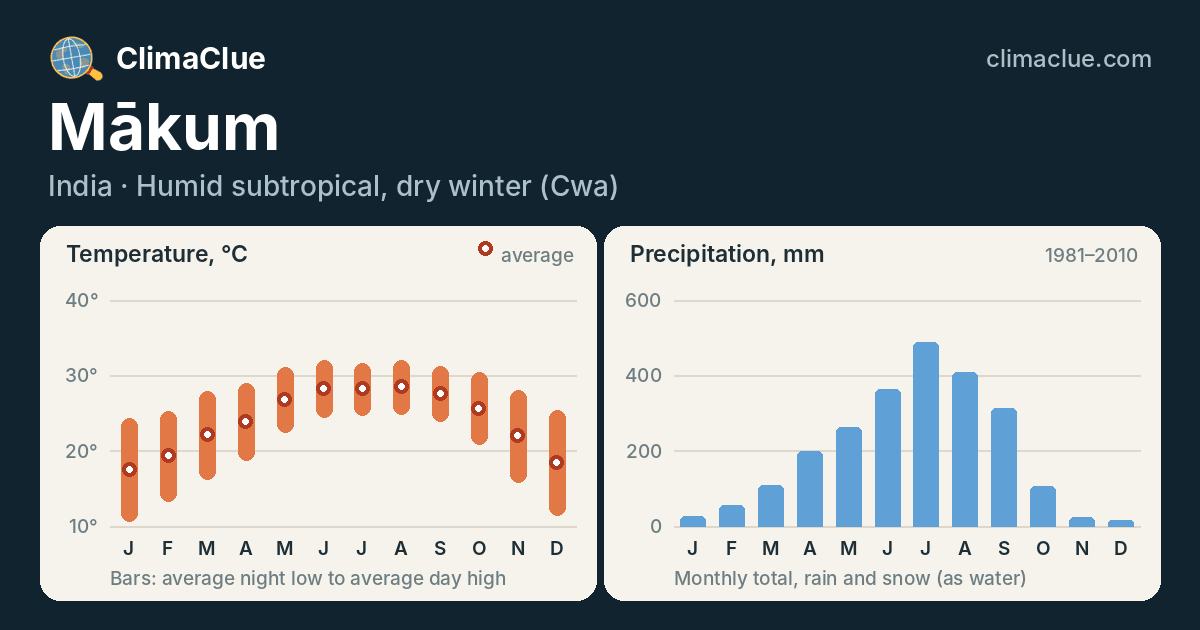 ClimaClue
climaclue.com
Mākum
India · Humid subtropical, dry winter (Cwa)
Temperature, °C
average
40°
30°
20°
10°
J F M A M J J A S O N D
Bars: average night low to average day high
Precipitation, mm
1981–2010
600
400
200
0
J F M A M J J A S O N D
Monthly total, rain and snow (as water)